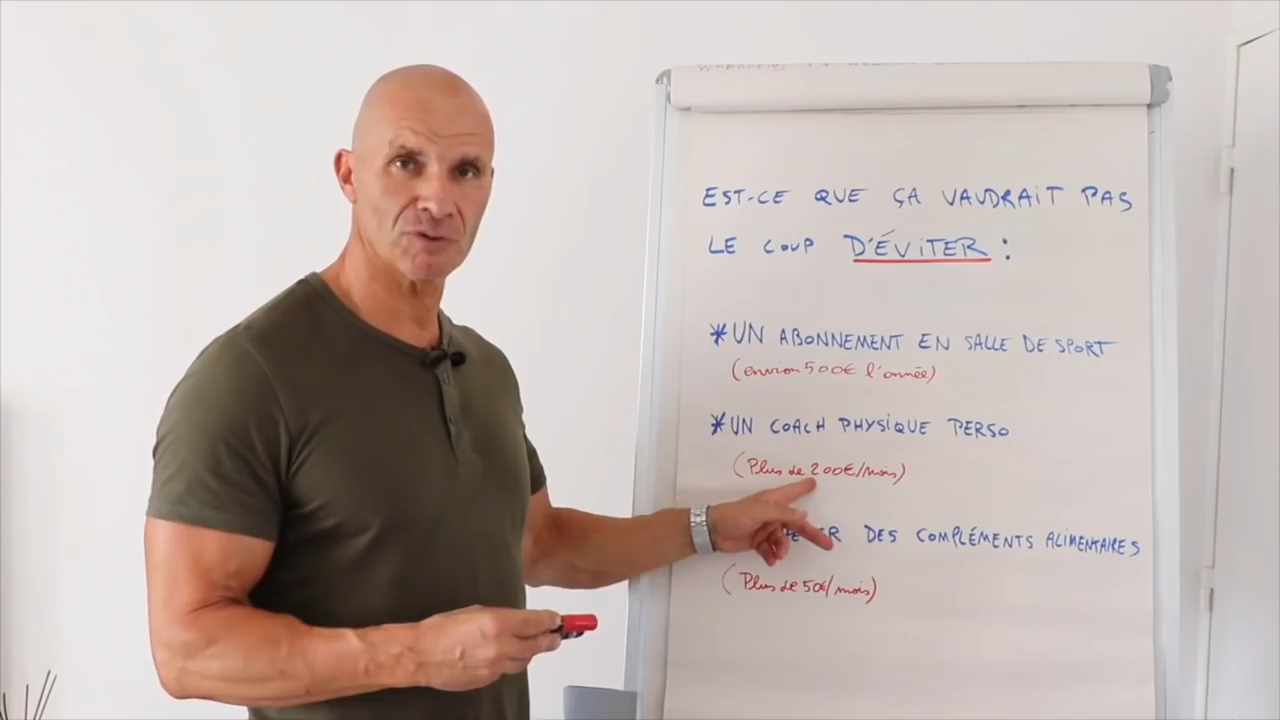 EST-CE QUE ÇA VAUDRAIT PAS
LE COUP D'ÉVITER :
*UN ABONNEMENT EN SALLE DE SPORT
(environ 500€ l'année)
*UN COACH PHYSIQUE PERSO
(Plus de 200€/mois)
DES COMPLÉMENTS ALIMENTAIRES
(Plus de 50€/mois)